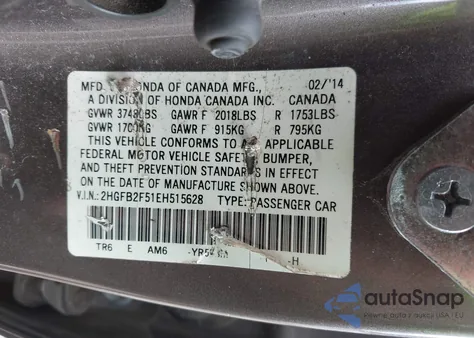 MFD. BY HONDA OF CANADA MFG., 02/'14
A DIVISION OF HONDA CANADA INC. CANADA
GVWR 3748LBS GAWR F 2018LBS R 1753LBS
GVWR 1700KG GAWR F 915KG R 795KG
THIS VEHICLE CONFORMS TO ALL APPLICABLE
FEDERAL MOTOR VEHICLE SAFETY, BUMPER,
AND THEFT PREVENTION STANDARDS IN EFFECT
ON THE DATE OF MANUFACTURE SHOWN ABOVE.
V.I.N.: 2HGFB2F51EH515628 TYPE: PASSENGER CAR
TR6 E AM6 -H
autoSnap